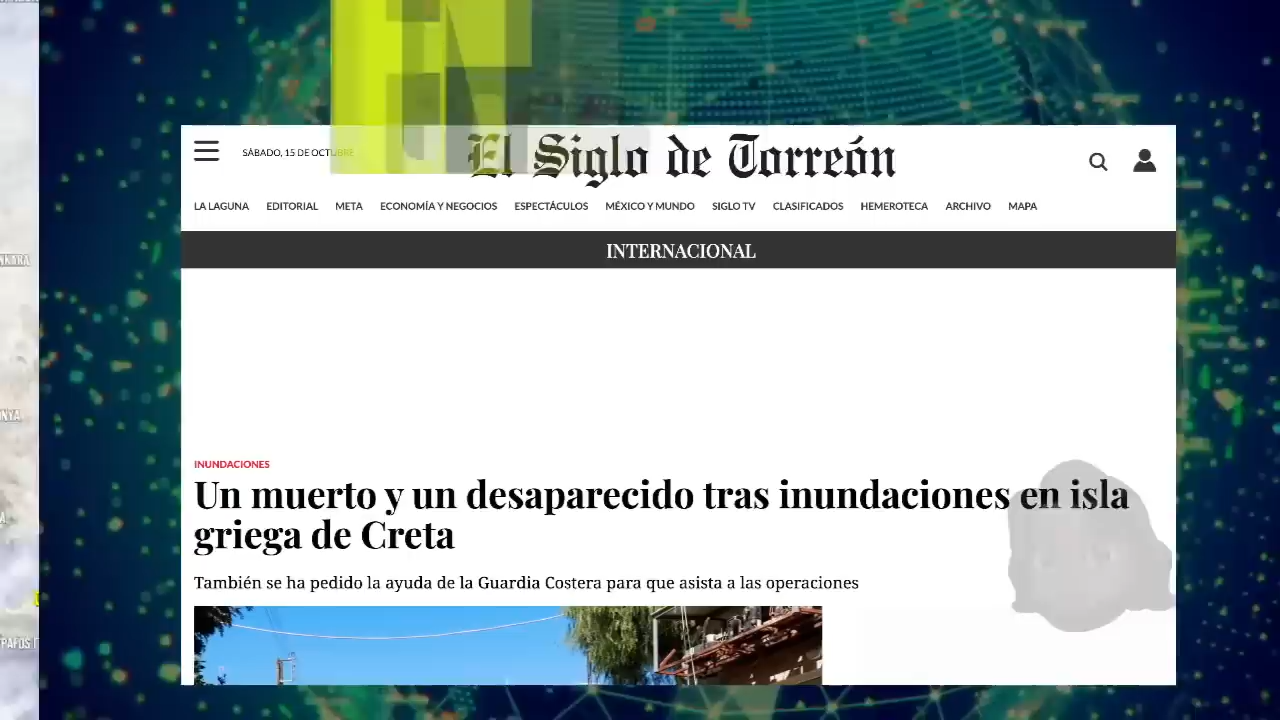 SÁBADO, 15 DE OCTUBRE
El Siglo de Torreón
LA LAGUNA EDITORIAL META ECONOMÍA Y NEGOCIOS ESPECTÁCULOS MÉXICO Y MUNDO SIGLO TV CLASIFICADOS HEMEROTECA ARCHIVO MAPA
INTERNACIONAL
INUNDACIONES
Un muerto y un desaparecido tras inundaciones en isla
griega de Creta
También se ha pedido la ayuda de la Guardia Costera para que asista a las operaciones